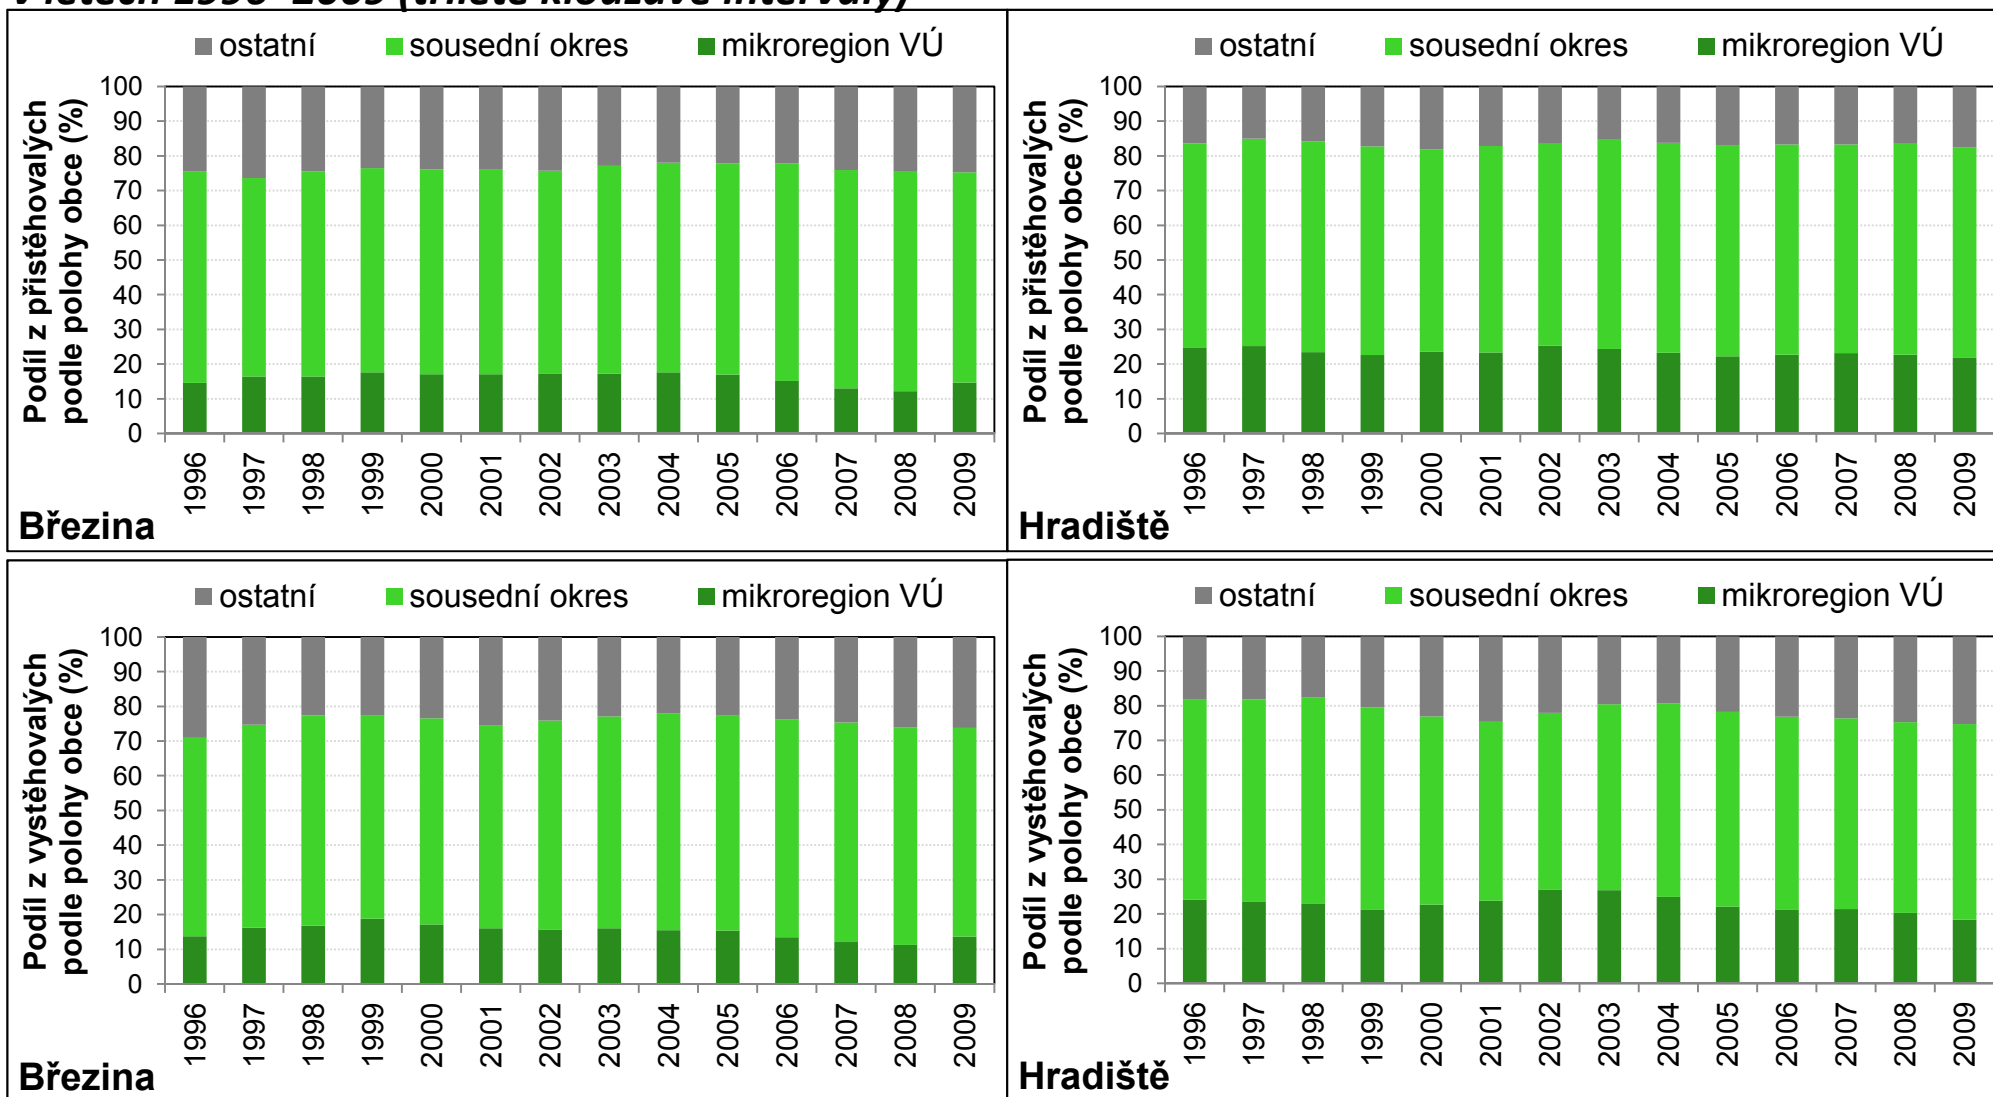 v letech 1996–2009 (tříleté klouzavé intervaly)
ostatní sousední okres mikroregion VÚ
Podíl z přistěhovalých
podle polohy obce (%)
100
90
80
70
60
50
40
30
20
10
0
1996 1997 1998 1999 2000 2001 2002 2003 2004 2005 2006 2007 2008 2009
Březina
ostatní sousední okres mikroregion VÚ
Podíl z přistěhovalých
podle polohy obce (%)
100
90
80
70
60
50
40
30
20
10
0
1996 1997 1998 1999 2000 2001 2002 2003 2004 2005 2006 2007 2008 2009
Hradiště
ostatní sousední okres mikroregion VÚ
Podíl z vystěhovalých
podle polohy obce (%)
100
90
80
70
60
50
40
30
20
10
0
1996 1997 1998 1999 2000 2001 2002 2003 2004 2005 2006 2007 2008 2009
Březina
ostatní sousední okres mikroregion VÚ
Podíl z vystěhovalých
podle polohy obce (%)
100
90
80
70
60
50
40
30
20
10
0
1996 1997 1998 1999 2000 2001 2002 2003 2004 2005 2006 2007 2008 2009
Hradiště